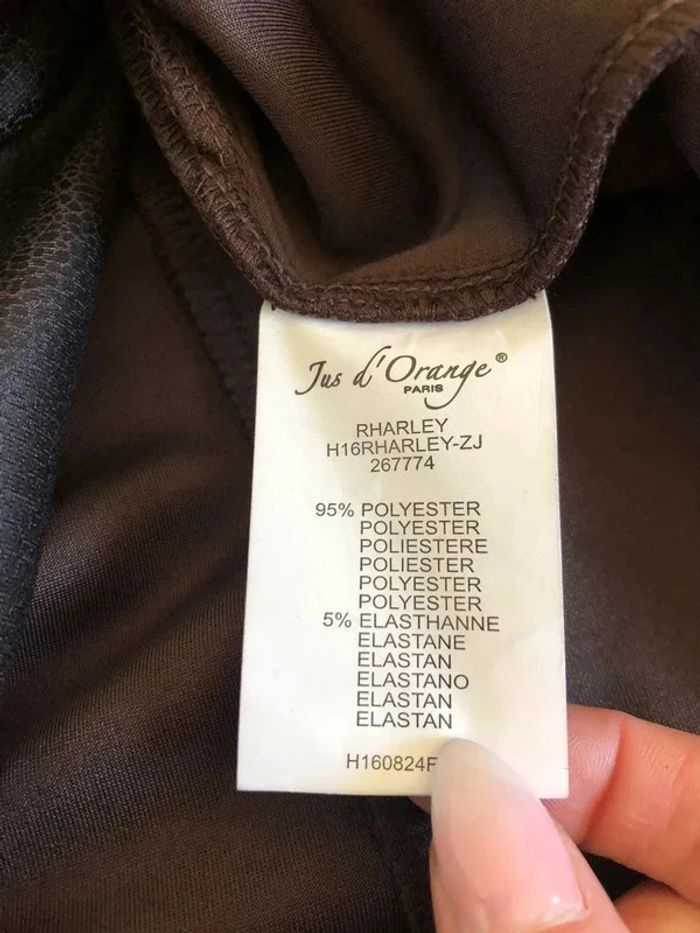 Jus d'Orange®
PARIS
RHARLEY
H16RHARLEY-ZJ
267774
95% POLYESTER
POLYESTER
POLIESTERE
POLIESTER
POLYESTER
POLYESTER
5% ELASTHANNE
ELASTANE
ELASTAN
ELASTANO
ELASTAN
ELASTAN